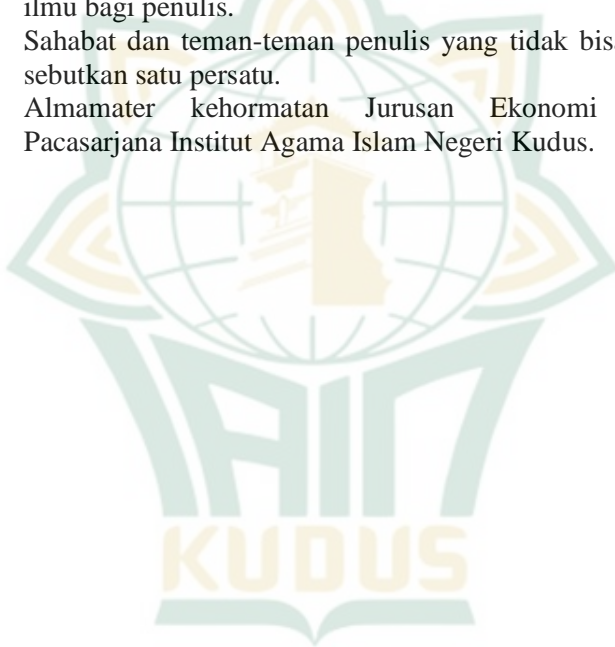 ilmu bagi penulis.
Sahabat dan teman-teman penulis yang tidak bis
sebutkan satu persatu.
Almamater kehormatan Jurusan Ekonomi
Pacasarjana Institut Agama Islam Negeri Kudus.
IAIN
KUDUS